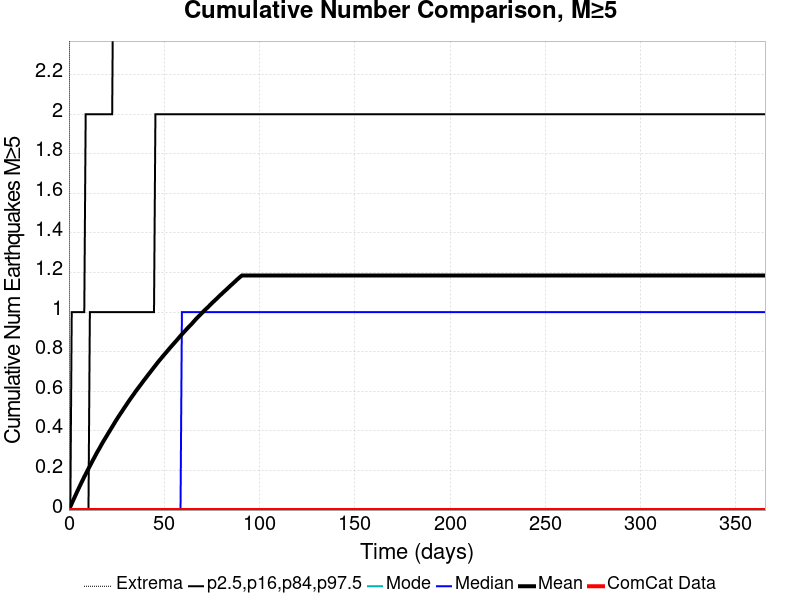 Cumulative Number Comparison, M≥5
Cumulative Num Earthquakes M≥5
2.2
2
1.8
1.6
1.4
1.2
1
0.8
0.6
0.4
0.2
0
0 50 100 150 200 250 300 350
Time (days)
Extrema p2.5,p16,p84,p97.5 Mode Median Mean ComCat Data